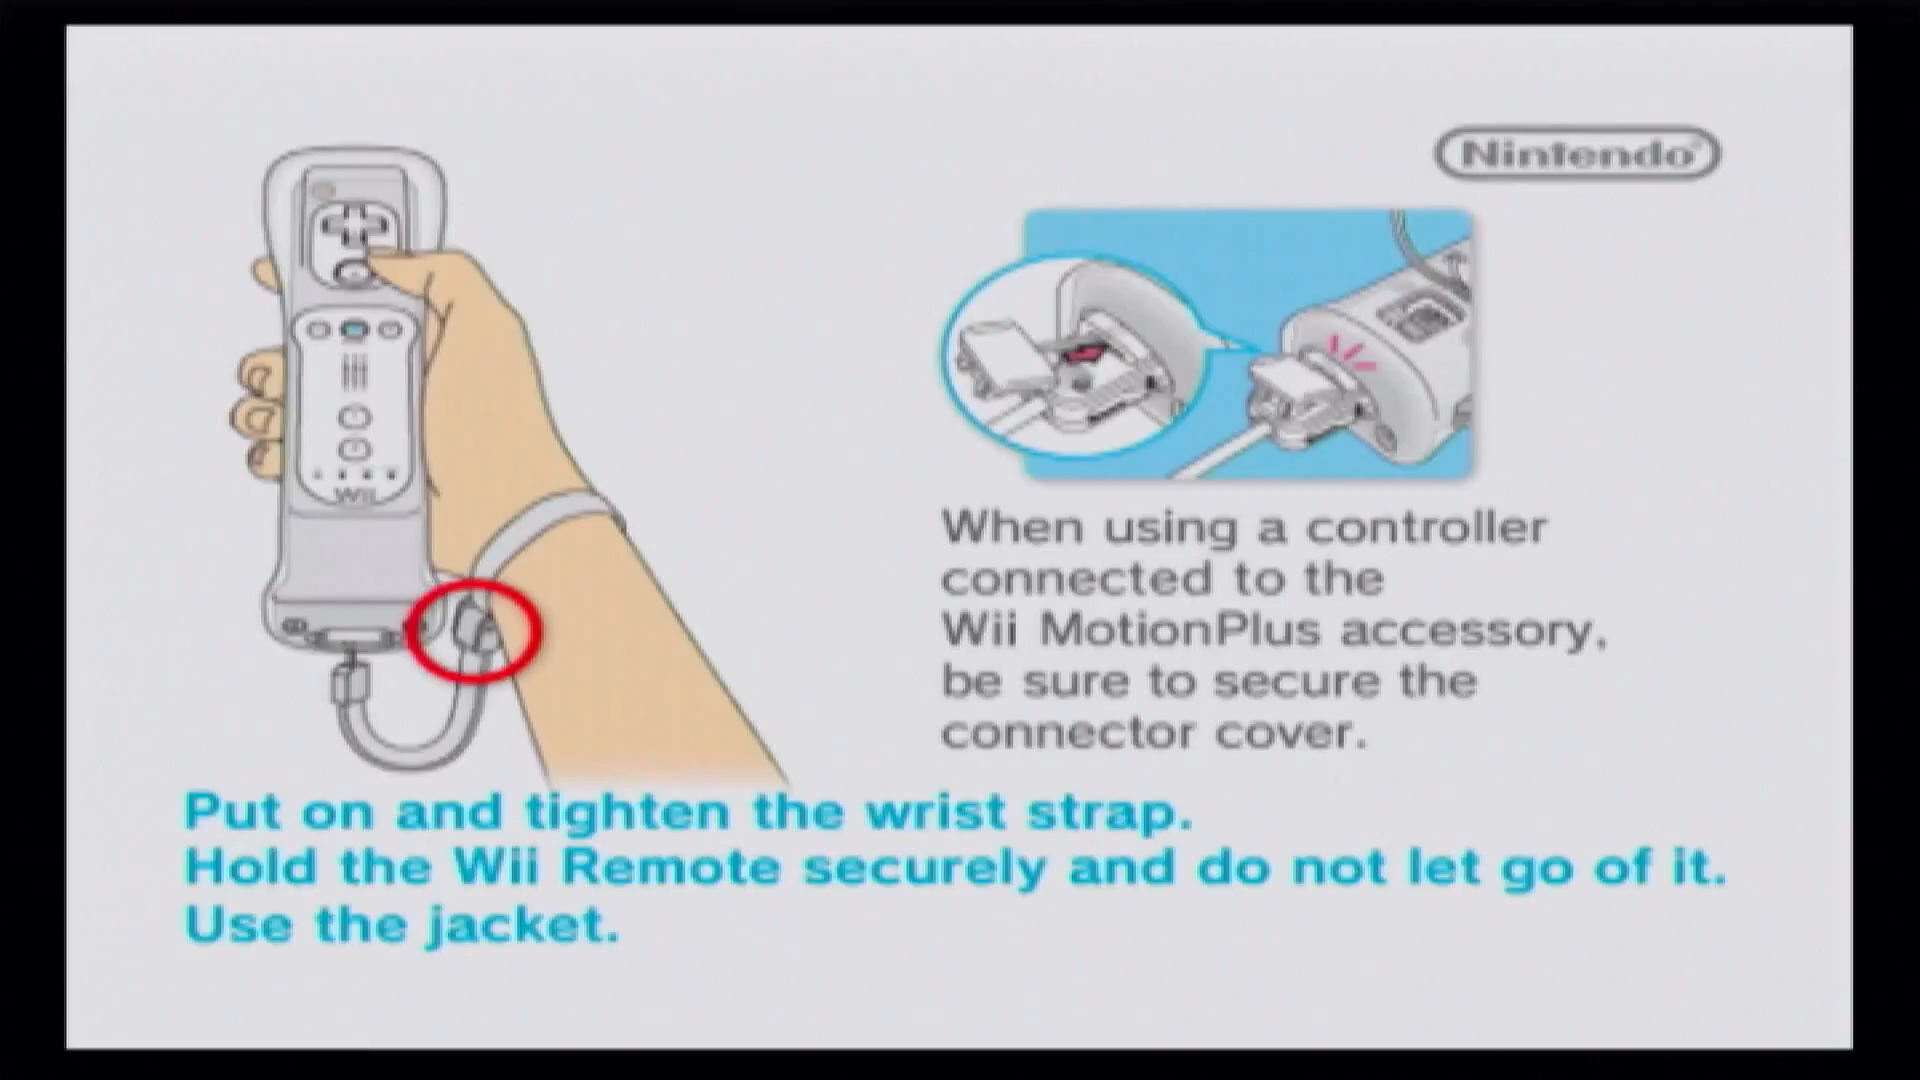 Nintendo
Wii
When using a controller
connected to the
Wii MotionPlus accessory,
be sure to secure the
connector cover.
Put on and tighten the wrist strap.
Hold the Wii Remote securely and do not let go of it.
Use the jacket.